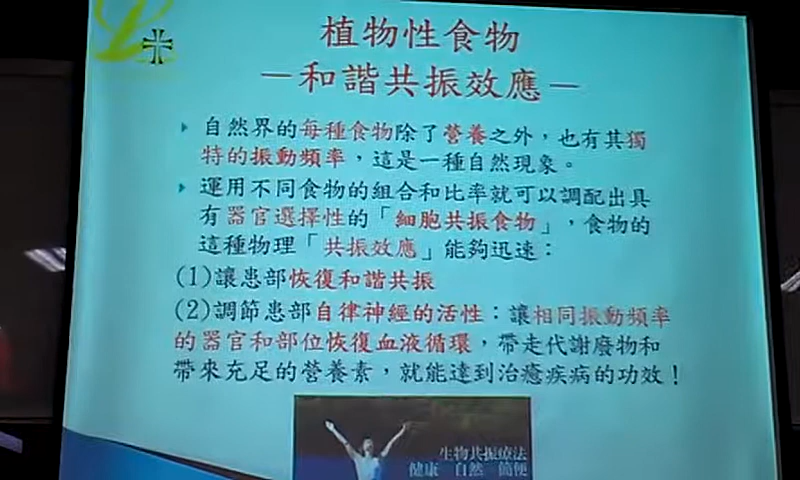 植物性食物
－和諧共振效應－
自然界的每種食物除了營養之外，也有其獨
特的振動頻率，這是一種自然現象。
運用不同食物的組合和比率就可以調配出具
有器官選擇性的「細胞共振食物」，食物的
這種物理「共振效應」能夠迅速：
(1)讓患部恢復和諧共振
(2)調節患部自律神經的活性：讓相同振動頻率
的器官和部位恢復血液循環，帶走代謝廢物和
帶來充足的營養素，就能達到治癒疾病的功效！
生物共振療法
健康 自然 簡便